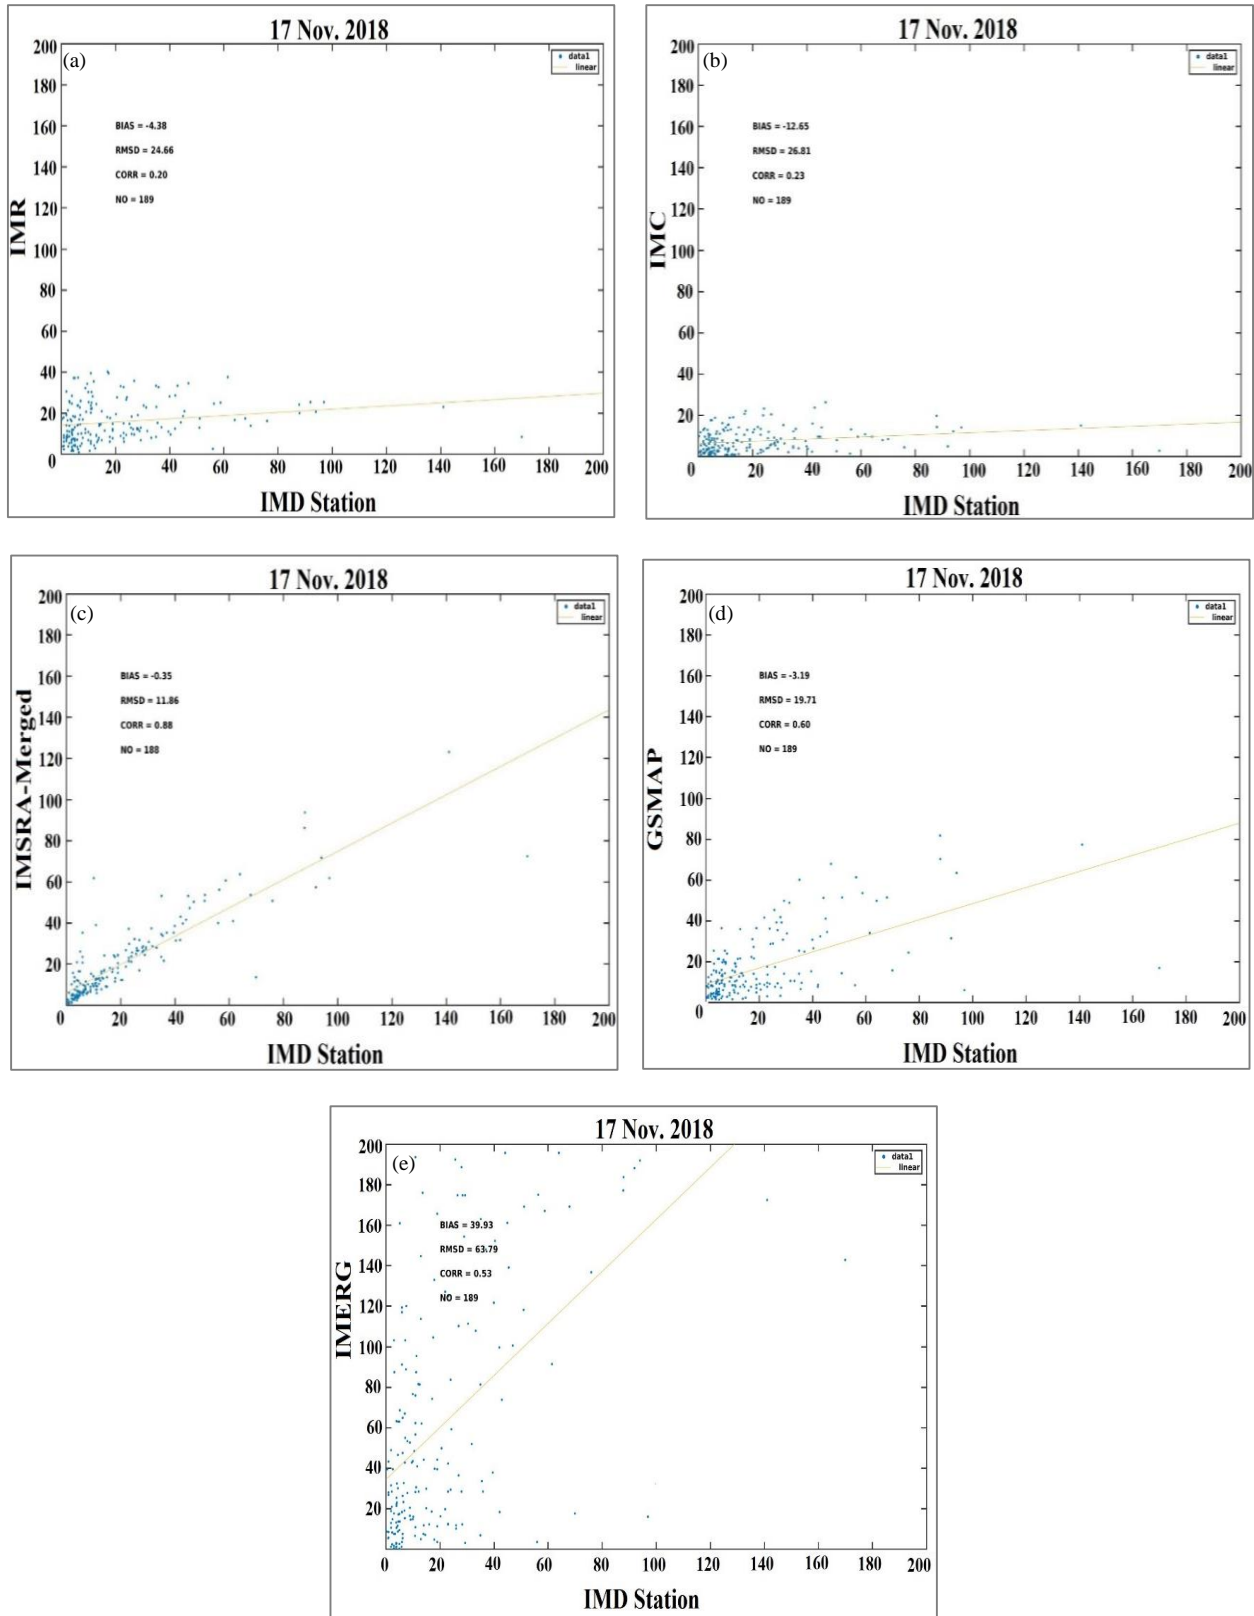 17 Nov. 2018
(a)
data1
linear
BIAS = -4.38
RMSD = 24.66
CORR = 0.20
NO = 189
IMR
200
180
160
140
120
100
80
60
40
20
0
20
40
60
80
100
120
140
160
180
200
IMD Station
17 Nov. 2018
(b)
data1
linear
BIAS = -12.65
RMSD = 26.81
CORR = 0.23
NO = 189
IMC
200
180
160
140
120
100
80
60
40
20
0
20
40
60
80
100
120
140
160
180
200
IMD Station
17 Nov. 2018
(c)
data1
linear
BIAS = -0.35
RMSD = 11.86
CORR = 0.88
NO = 188
IMSRA-Merged
200
180
160
140
120
100
80
60
40
20
0
20
40
60
80
100
120
140
160
180
200
IMD Station
17 Nov. 2018
(d)
data1
linear
BIAS = -3.19
RMSD = 19.71
CORR = 0.60
NO = 189
GSMAP
200
180
160
140
120
100
80
60
40
20
0
20
40
60
80
100
120
140
160
180
200
IMD Station
17 Nov. 2018
(e)
data1
linear
BIAS = 39.93
RMSD = 63.79
CORR = 0.53
NO = 189
IMERG
200
180
160
140
120
100
80
60
40
20
0
20
40
60
80
100
120
140
160
180
200
IMD Station